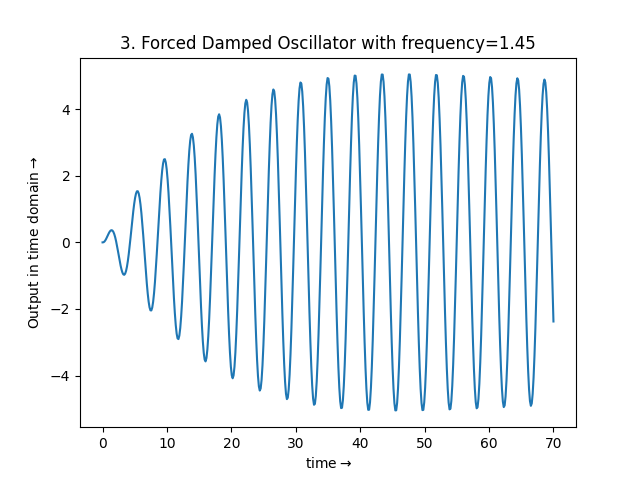 3. Forced Damped Oscillator with frequency=1.45
Output in time domain→
4
2
0
−2
−4
0 10 20 30 40 50 60 70
time→